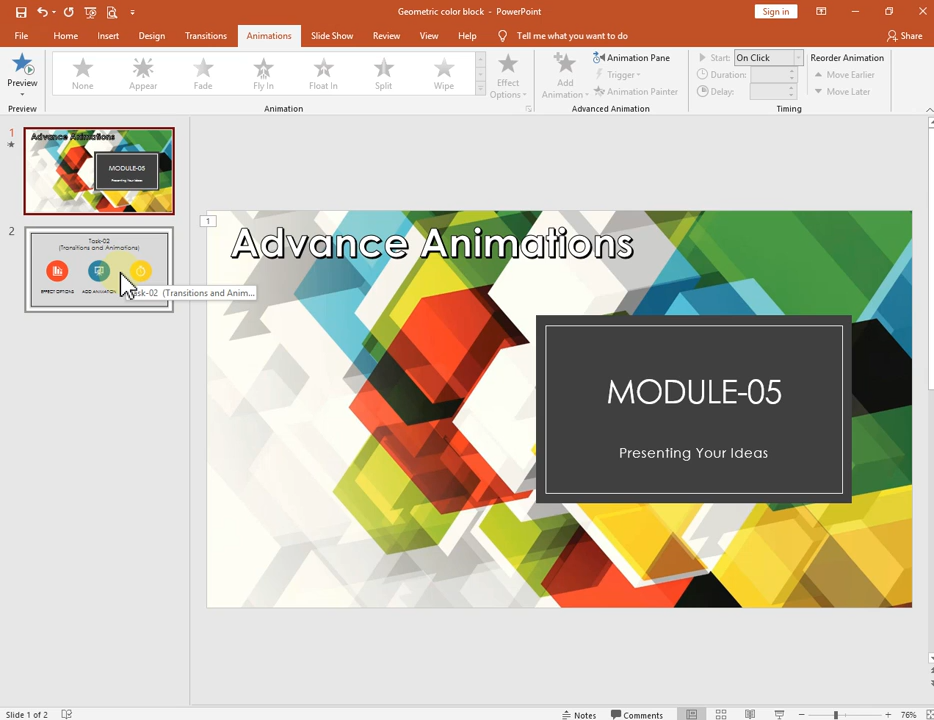 Geometric color block - PowerPoint
Sign in
File Home Insert Design Transitions Animations Slide Show Review View Help Tell me what you want to do Share
Preview
None Appear Fade Fly In Float In Split Wipe
Effect Options
Add Animation
Animation Pane
Trigger
Animation Painter
Start: On Click
Duration:
Delay:
Reorder Animation
Move Earlier
Move Later
Preview Animation Advanced Animation Timing
1
Advance Animations
MODULE-05
Presenting Your Ideas
2
Task-02
(Transitions and Animations)
EFFECT OPTIONS
Task-02 (Transitions and Anim...
1
Advance Animations
MODULE-05
Presenting Your Ideas
Slide 1 of 2
Notes Comments 76%